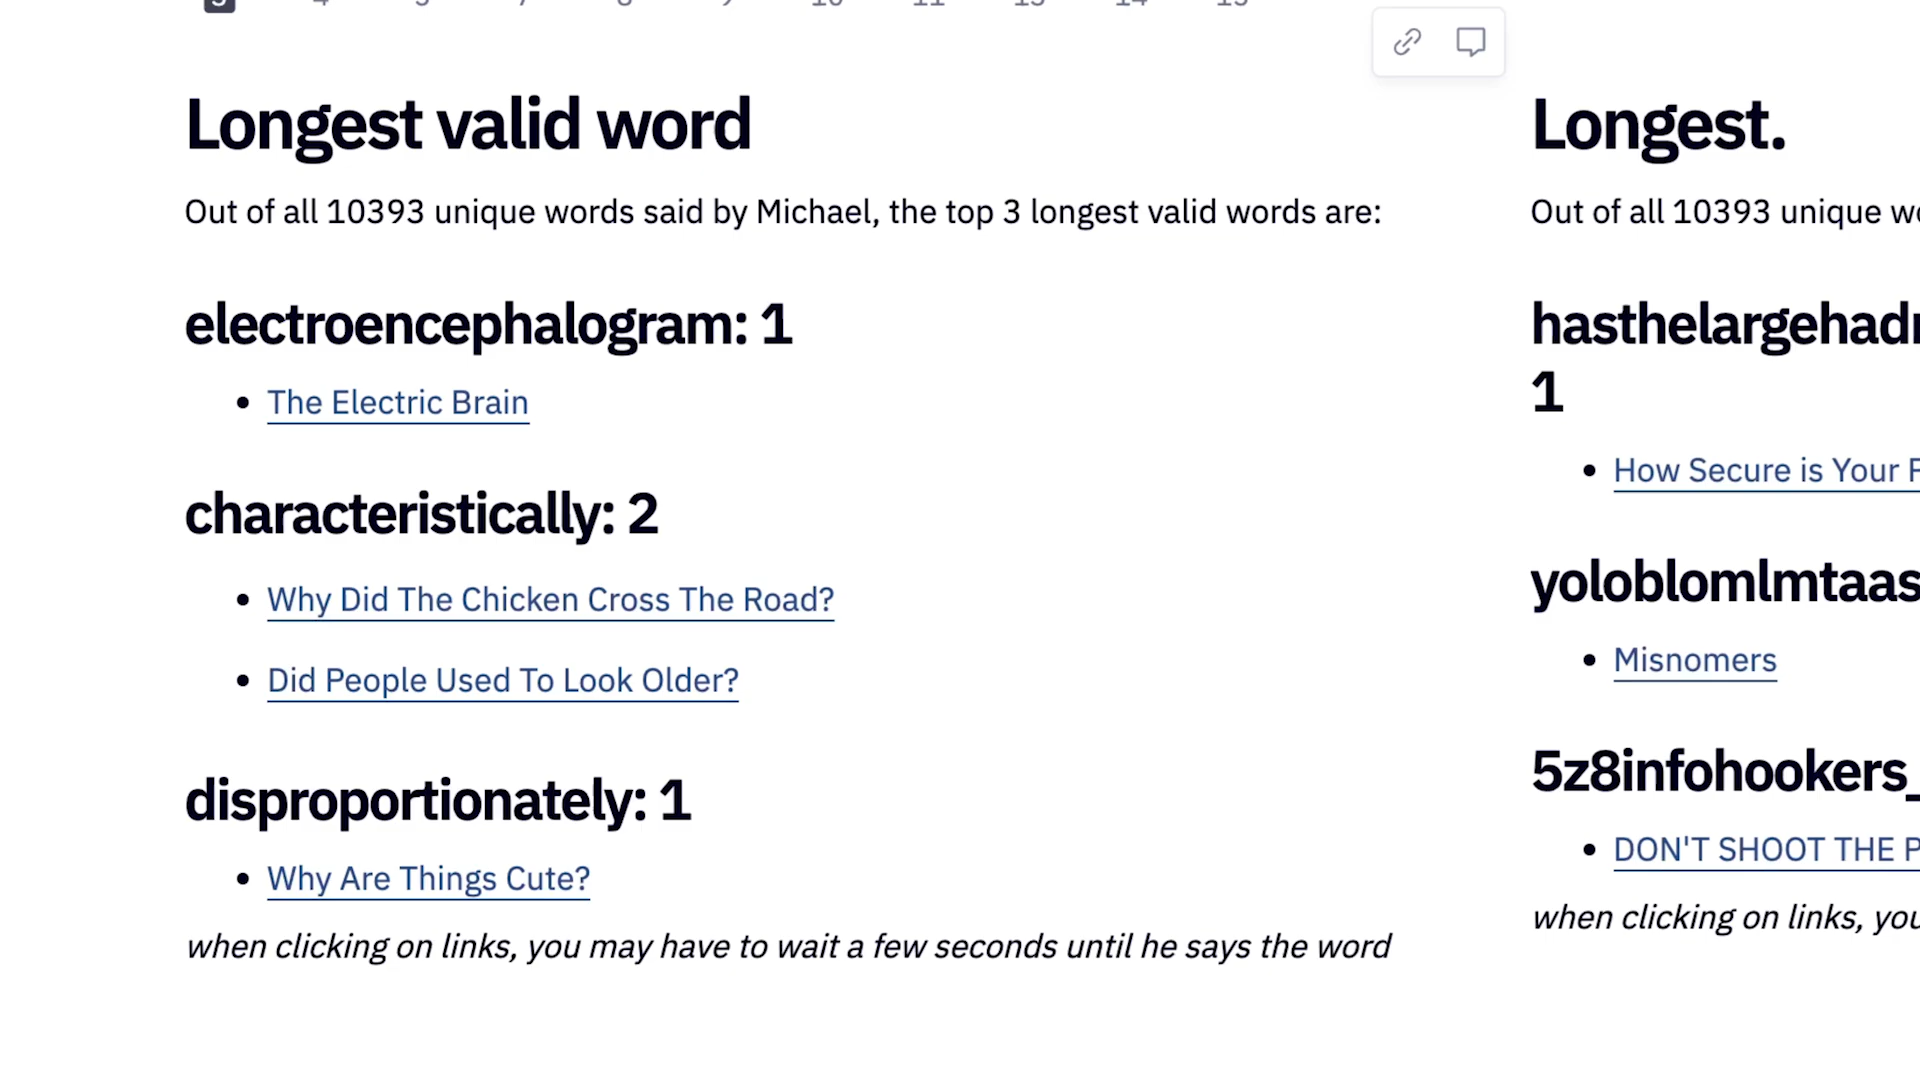 Longest valid word
Out of all 10393 unique words said by Michael, the top 3 longest valid words are:
electroencephalogram: 1
The Electric Brain
characteristically: 2
Why Did The Chicken Cross The Road?
Did People Used To Look Older?
disproportionately: 1
Why Are Things Cute?
when clicking on links, you may have to wait a few seconds until he says the word
Longest.
Out of all 10393 unique
hasthelargehad
1
How Secure is Your
yoloblomlmtaas
Misnomers
5z8infohookers_
DON'T SHOOT THE
when clicking on links, you